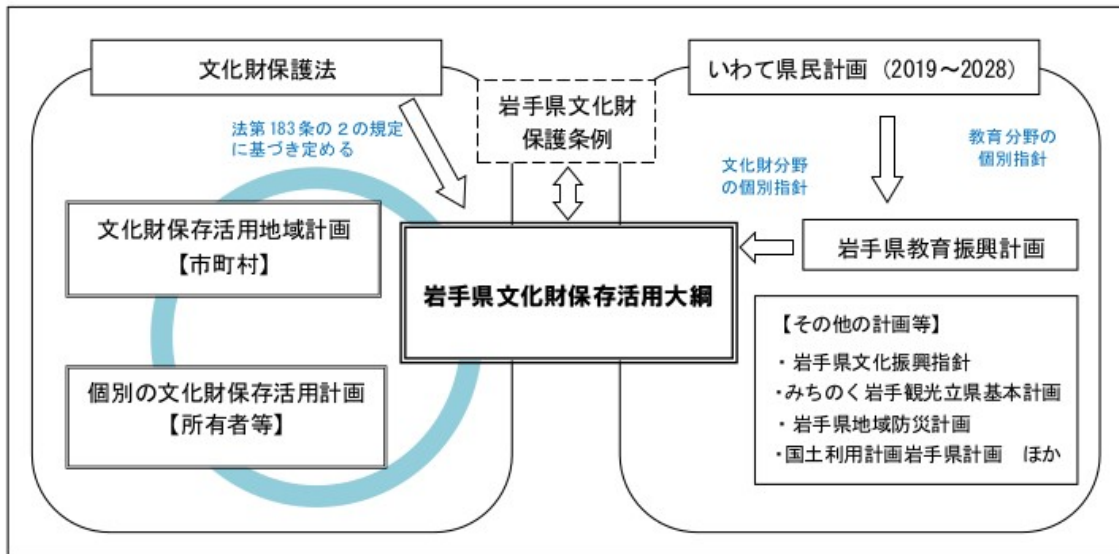 文化財保護法
岩手県文化財
保護条例
いわて県民計画（2019～2028）
法第183条の２の規定
に基づき定める
教育分野の
個別指針
文化財分野
の個別指針
文化財保存活用地域計画
【市町村】
岩手県文化財保存活用大綱
岩手県教育振興計画
個別の文化財保存活用計画
【所有者等】
【その他の計画等】
・岩手県文化振興指針
・みちのく岩手観光立県基本計画
・岩手県地域防災計画
・国土利用計画岩手県計画　ほか